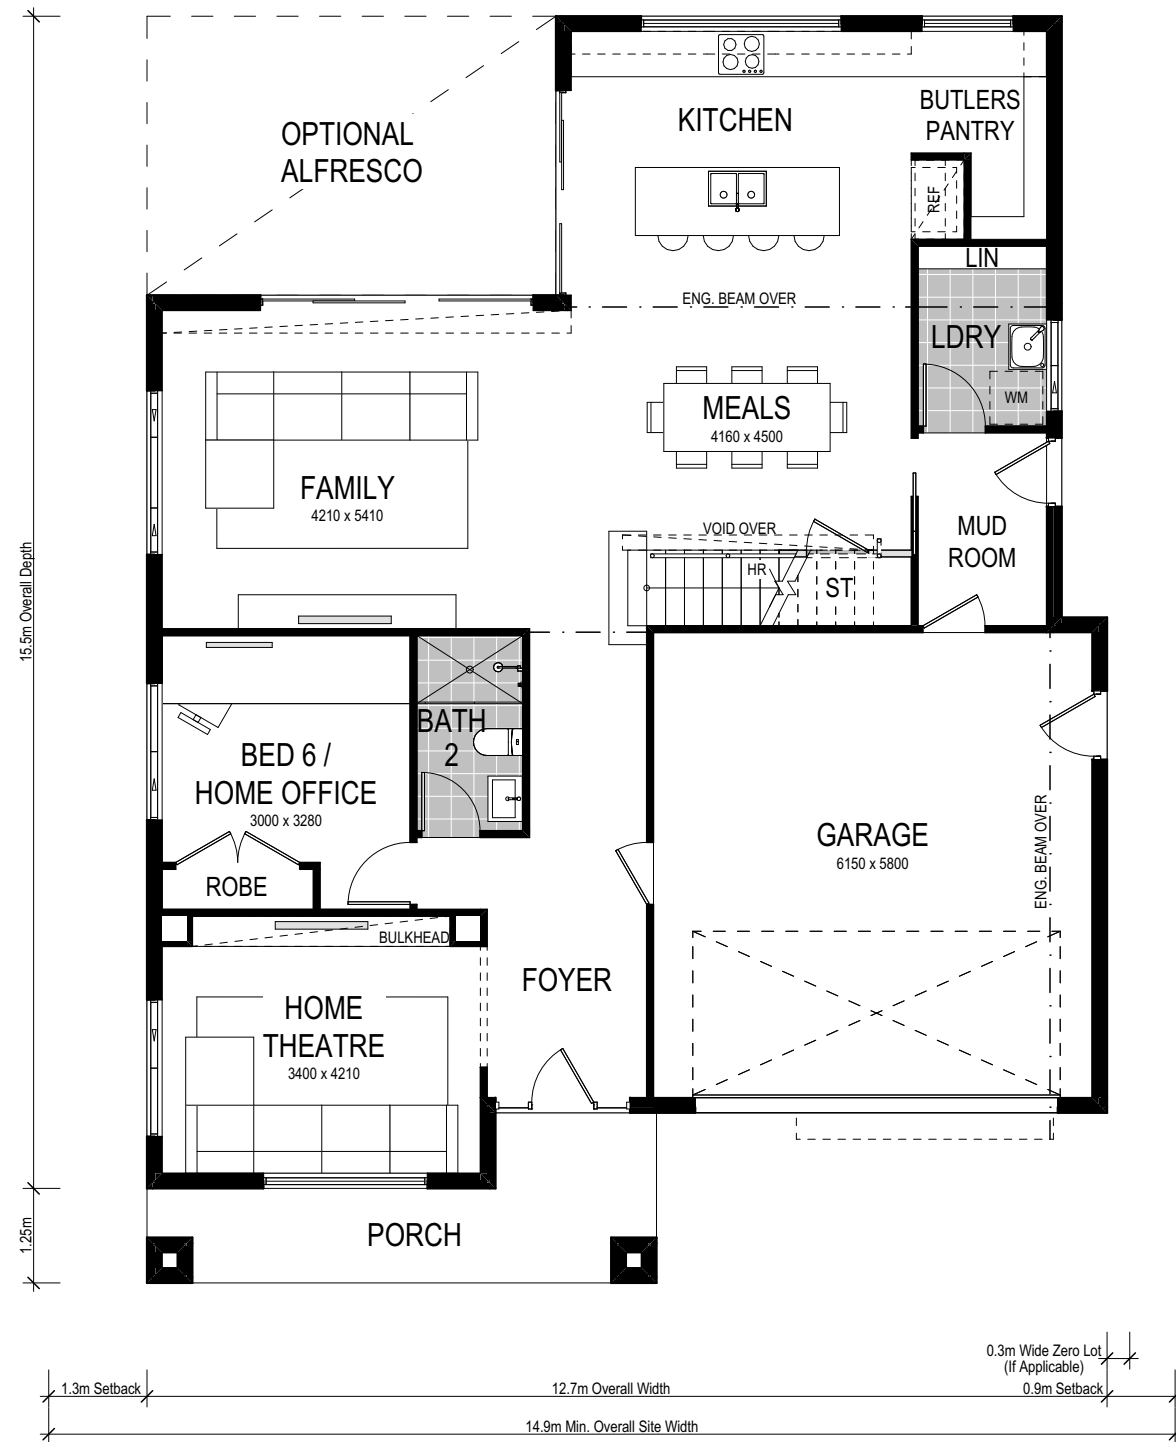 OPTIONAL
ALFRESCO
KITCHEN
BUTLERS
PANTRY
REF
LIN
ENG. BEAM OVER
LDRY
WM
MEALS
4160 x 4500
FAMILY
4210 x 5410
VOID OVER
MUD
ROOM
HR
ST
15.5m Overall Depth
BATH
2
BED 6 /
HOME OFFICE
3000 x 3280
ROBE
GARAGE
6150 x 5800
ENG. BEAM OVER
BULKHEAD
FOYER
HOME
THEATRE
3400 x 4210
PORCH
1.25m
0.3m Wide Zero Lot
(If Applicable)
1.3m Setback
12.7m Overall Width
0.9m Setback
14.9m Min. Overall Site Width